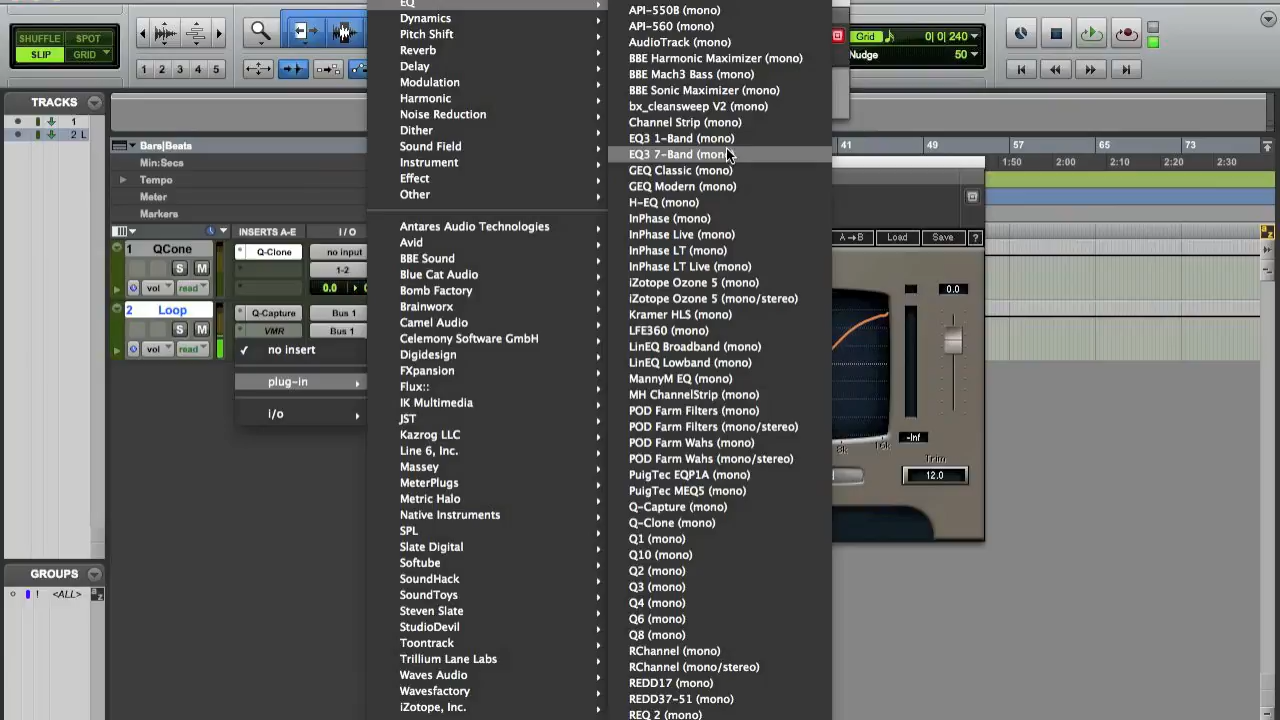 SHUFFLE SPOT
SLIP GRID
1 2 3 4 5
Grid 0| 0| 240
Nudge 50
TRACKS
1
2 L
GROUPS
! <ALL>
Bars|Beats
Min:Secs
Tempo
Meter
Markers
41 49 57 65 73
1:50 2:10 2:20 2:30
INSERTS A-E I / O
1 QCone
S M
vol read
Q-Clone
no input
1-2
0.0
2 Loop
S M
vol read
Q-Capture
VMR
Bus 1
Bus 1
no insert
plug-in
i/o
EQ
Dynamics
Pitch Shift
Reverb
Delay
Modulation
Harmonic
Noise Reduction
Dither
Sound Field
Instrument
Effect
Other
Antares Audio Technologies
Avid
BBE Sound
Blue Cat Audio
Bomb Factory
Brainworx
Camel Audio
Celemony Software GmbH
Digidesign
FXpansion
Flux::
IK Multimedia
JST
Kazrog LLC
Line 6, Inc.
Massey
MeterPlugs
Metric Halo
Native Instruments
SPL
Slate Digital
Softube
SoundHack
SoundToys
Steven Slate
StudioDevil
Toontrack
Trillium Lane Labs
Waves Audio
Wavesfactory
iZotope, Inc.
API-550B (mono)
API-560 (mono)
AudioTrack (mono)
BBE Harmonic Maximizer (mono)
BBE Mach3 Bass (mono)
BBE Sonic Maximizer (mono)
bx_cleansweep V2 (mono)
Channel Strip (mono)
EQ3 1-Band (mono)
EQ3 7-Band (mono)
GEQ Classic (mono)
GEQ Modern (mono)
H-EQ (mono)
InPhase (mono)
InPhase Live (mono)
InPhase LT (mono)
InPhase LT Live (mono)
iZotope Ozone 5 (mono)
iZotope Ozone 5 (mono/stereo)
Kramer HLS (mono)
LFE360 (mono)
LinEQ Broadband (mono)
LinEQ Lowband (mono)
MannyM EQ (mono)
MH ChannelStrip (mono)
POD Farm Filters (mono)
POD Farm Filters (mono/stereo)
POD Farm Wahs (mono)
POD Farm Wahs (mono/stereo)
PuigTec EQP1A (mono)
PuigTec MEQ5 (mono)
Q-Capture (mono)
Q-Clone (mono)
Q1 (mono)
Q10 (mono)
Q2 (mono)
Q3 (mono)
Q4 (mono)
Q6 (mono)
Q8 (mono)
RChannel (mono)
RChannel (mono/stereo)
REDD17 (mono)
REDD37-51 (mono)
REQ 2 (mono)
A→B Load Save ?
0.0
-Inf
8k 16k
Trim
12.0